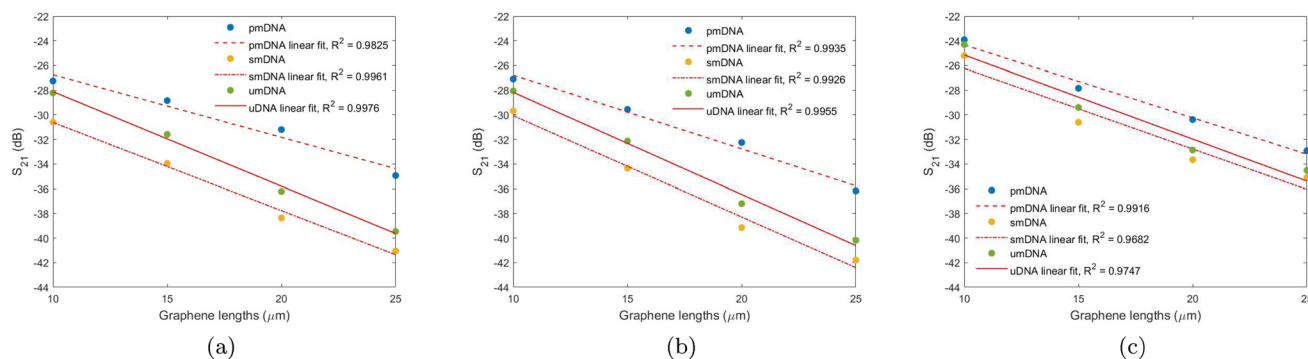 -22
-24
-26
-28
-30
-32
-34
-36
-38
-40
-42
-44
S21 (dB)
pmDNA
pmDNA linear fit, R2 = 0.9825
smDNA
smDNA linear fit, R2 = 0.9961
umDNA
uDNA linear fit, R2 = 0.9976
10 15 20 25
Graphene lengths (μm)
(a)
-22
-24
-26
-28
-30
-32
-34
-36
-38
-40
-42
-44
S21 (dB)
pmDNA
pmDNA linear fit, R2 = 0.9935
smDNA
smDNA linear fit, R2 = 0.9926
umDNA
uDNA linear fit, R2 = 0.9955
10 15 20 25
Graphene lengths (μm)
(b)
-22
-24
-26
-28
-30
-32
-34
-36
-38
-40
-42
-44
S21 (dB)
pmDNA
pmDNA linear fit, R2 = 0.9916
smDNA
smDNA linear fit, R2 = 0.9682
umDNA
uDNA linear fit, R2 = 0.9747
10 15 20
Graphene lengths (μm)
(c)